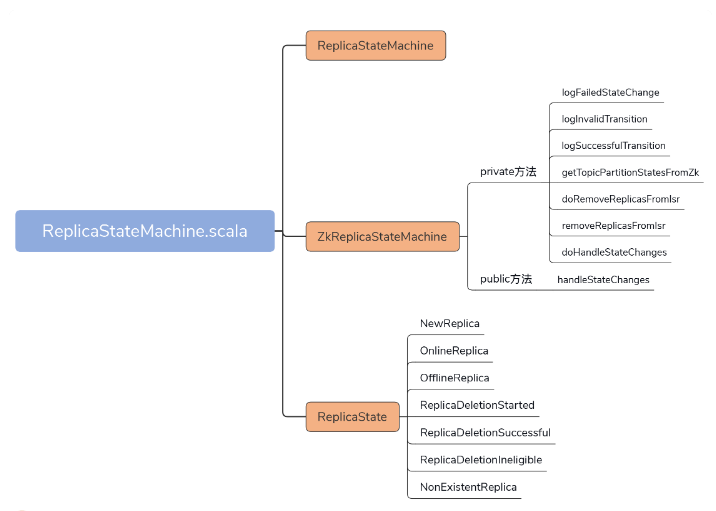 ReplicaStateMachine.scala
ReplicaStateMachine
ZkReplicaStateMachine
private方法
logFailedStateChange
logInvalidTransition
logSuccessfulTransition
getTopicPartitionStatesFromZk
doRemoveReplicasFromIsr
removeReplicasFromIsr
doHandleStateChanges
public方法
handleStateChanges
ReplicaState
NewReplica
OnlineReplica
OfflineReplica
ReplicaDeletionStarted
ReplicaDeletionSuccessful
ReplicaDeletionIneligible
NonExistentReplica